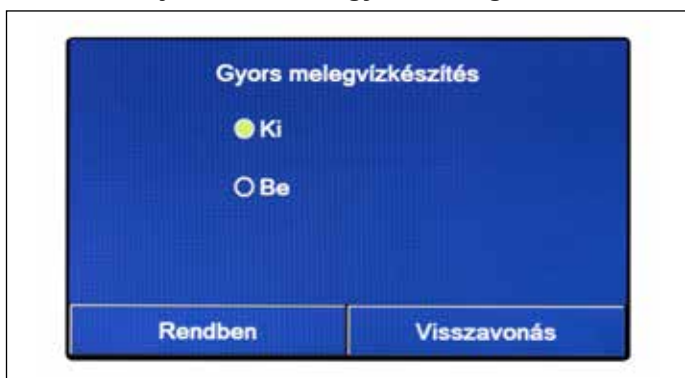 Gyors melegvízkészítés
Ki
Be
Rendben
Visszavonás